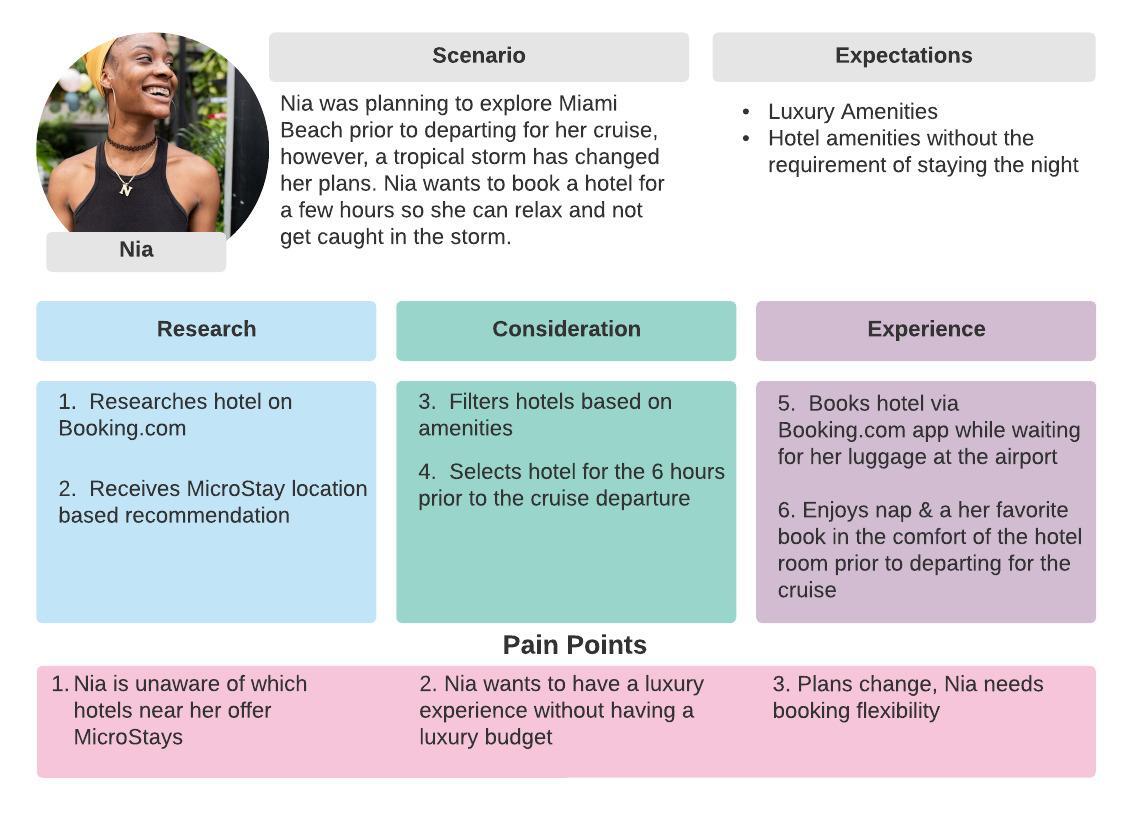 Scenario
Nia was planning to explore Miami
Beach prior to departing for her cruise,
however, a tropical storm has changed
her plans. Nia wants to book a hotel for
a few hours so she can relax and not
get caught in the storm.
Expectations
• Luxury Amenities
• Hotel amenities without the
requirement of staying the night
N
Nia
Research
1. Researches hotel on
Booking.com
2. Receives MicroStay location
based recommendation
Consideration
3. Filters hotels based on
amenities
4. Selects hotel for the 6 hours
prior to the cruise departure
Experience
5. Books hotel via
Booking.com app while waiting
for her luggage at the airport
6. Enjoys nap & a her favorite
book in the comfort of the hotel
room prior to departing for the
cruise
Pain Points
1. Nia is unaware of which
hotels near her offer
MicroStays
2. Nia wants to have a luxury
experience without having a
luxury budget
3. Plans change, Nia needs
booking flexibility